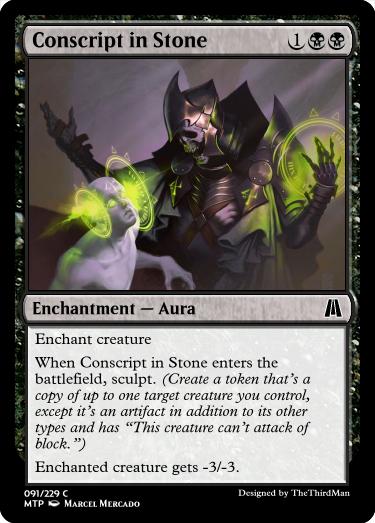 Conscript in Stone 1
Enchantment — Aura
Enchant creature
When Conscript in Stone enters the
battlefield, sculpt. (Create a token that's a
copy of up to one target creature you control,
except it's an artifact in addition to its other
types and has “This creature can't attack of
block.”)
Enchanted creature gets -3/-3.
091/229 C
MTP Marcel Mercado
Designed by TheThirdMan